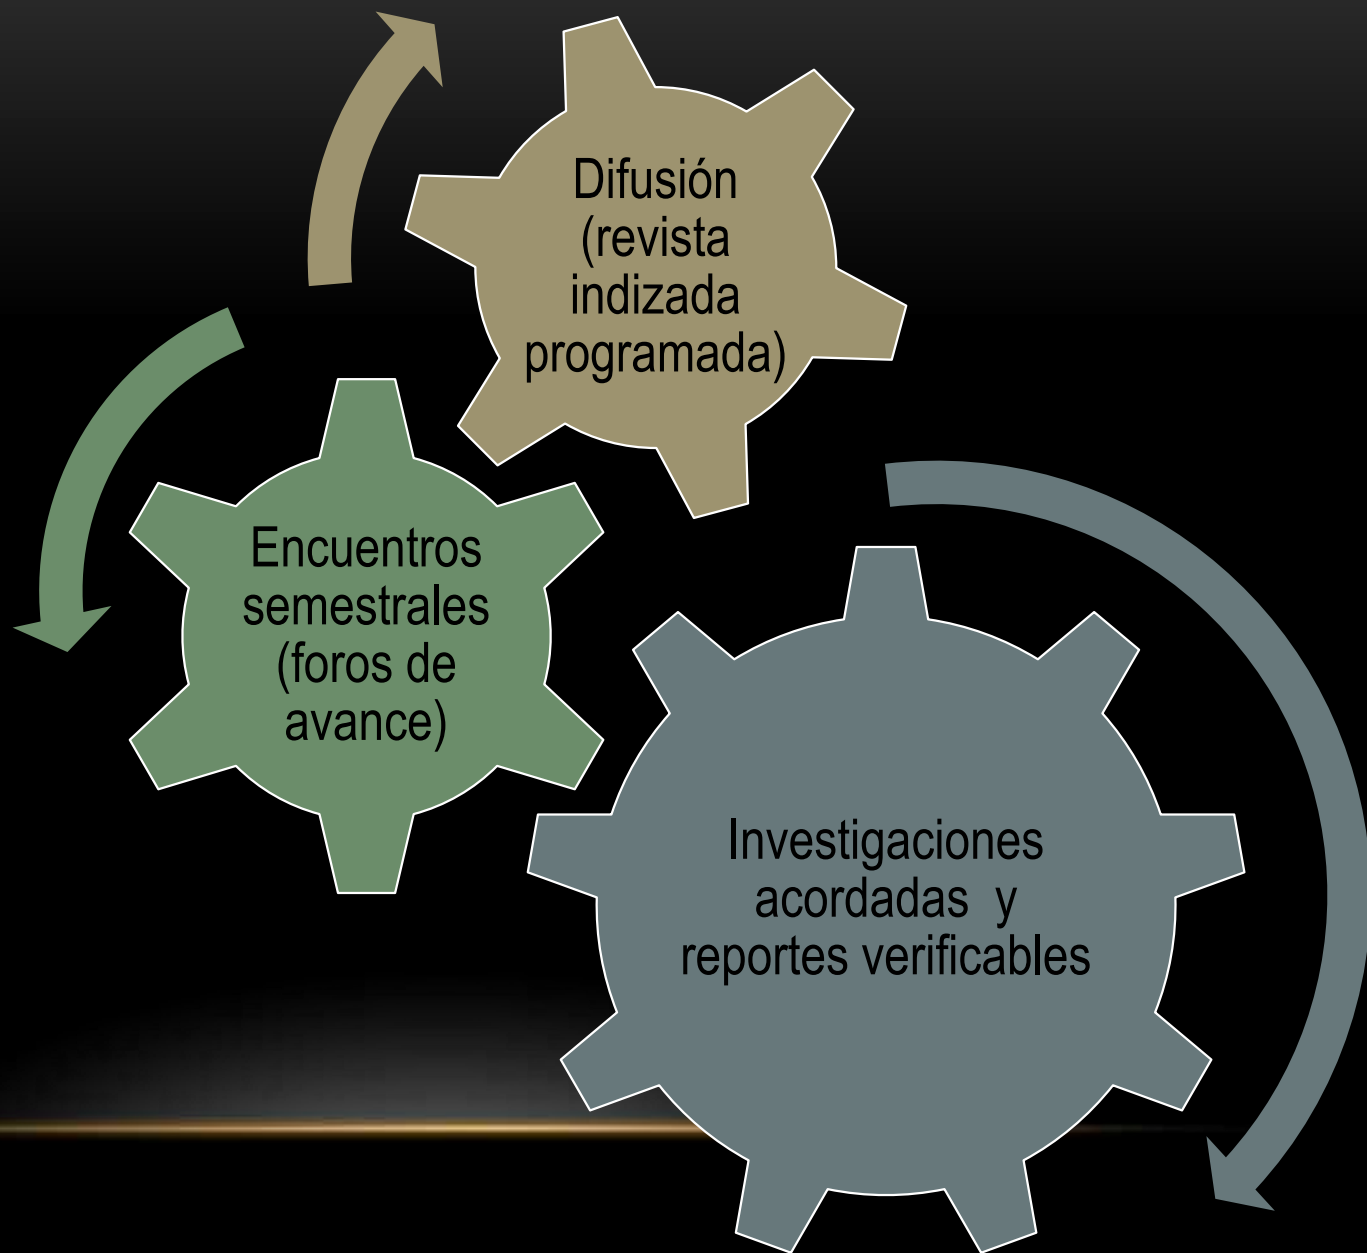 Difusión
(revista
indizada
programada)
Encuentros
semestrales
(foros de
avance)
Investigaciones
acordadas  y
reportes verificables